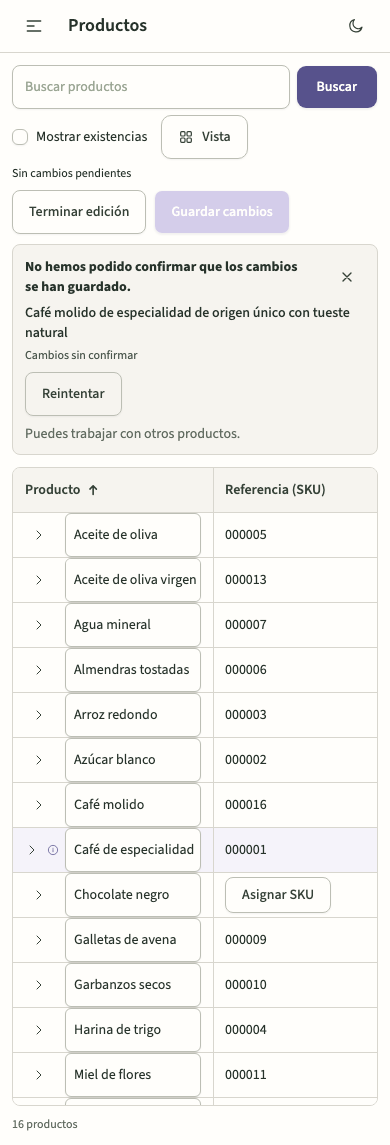 Productos
Buscar productos
Buscar
Mostrar existencias
Vista
Sin cambios pendientes
Terminar edición
Guardar cambios
No hemos podido confirmar que los cambios
se han guardado.
Café molido de especialidad de origen único con tueste
natural
Cambios sin confirmar
Reintentar
Puedes trabajar con otros productos.
Producto
Referencia (SKU)
Aceite de oliva
000005
Aceite de oliva virgen
000013
Agua mineral
000007
Almendras tostadas
000006
Arroz redondo
000003
Azúcar blanco
000002
Café molido
000016
Café de especialidad
000001
Chocolate negro
Asignar SKU
Galletas de avena
000009
Garbanzos secos
000010
Harina de trigo
000004
Miel de flores
000011
16 productos